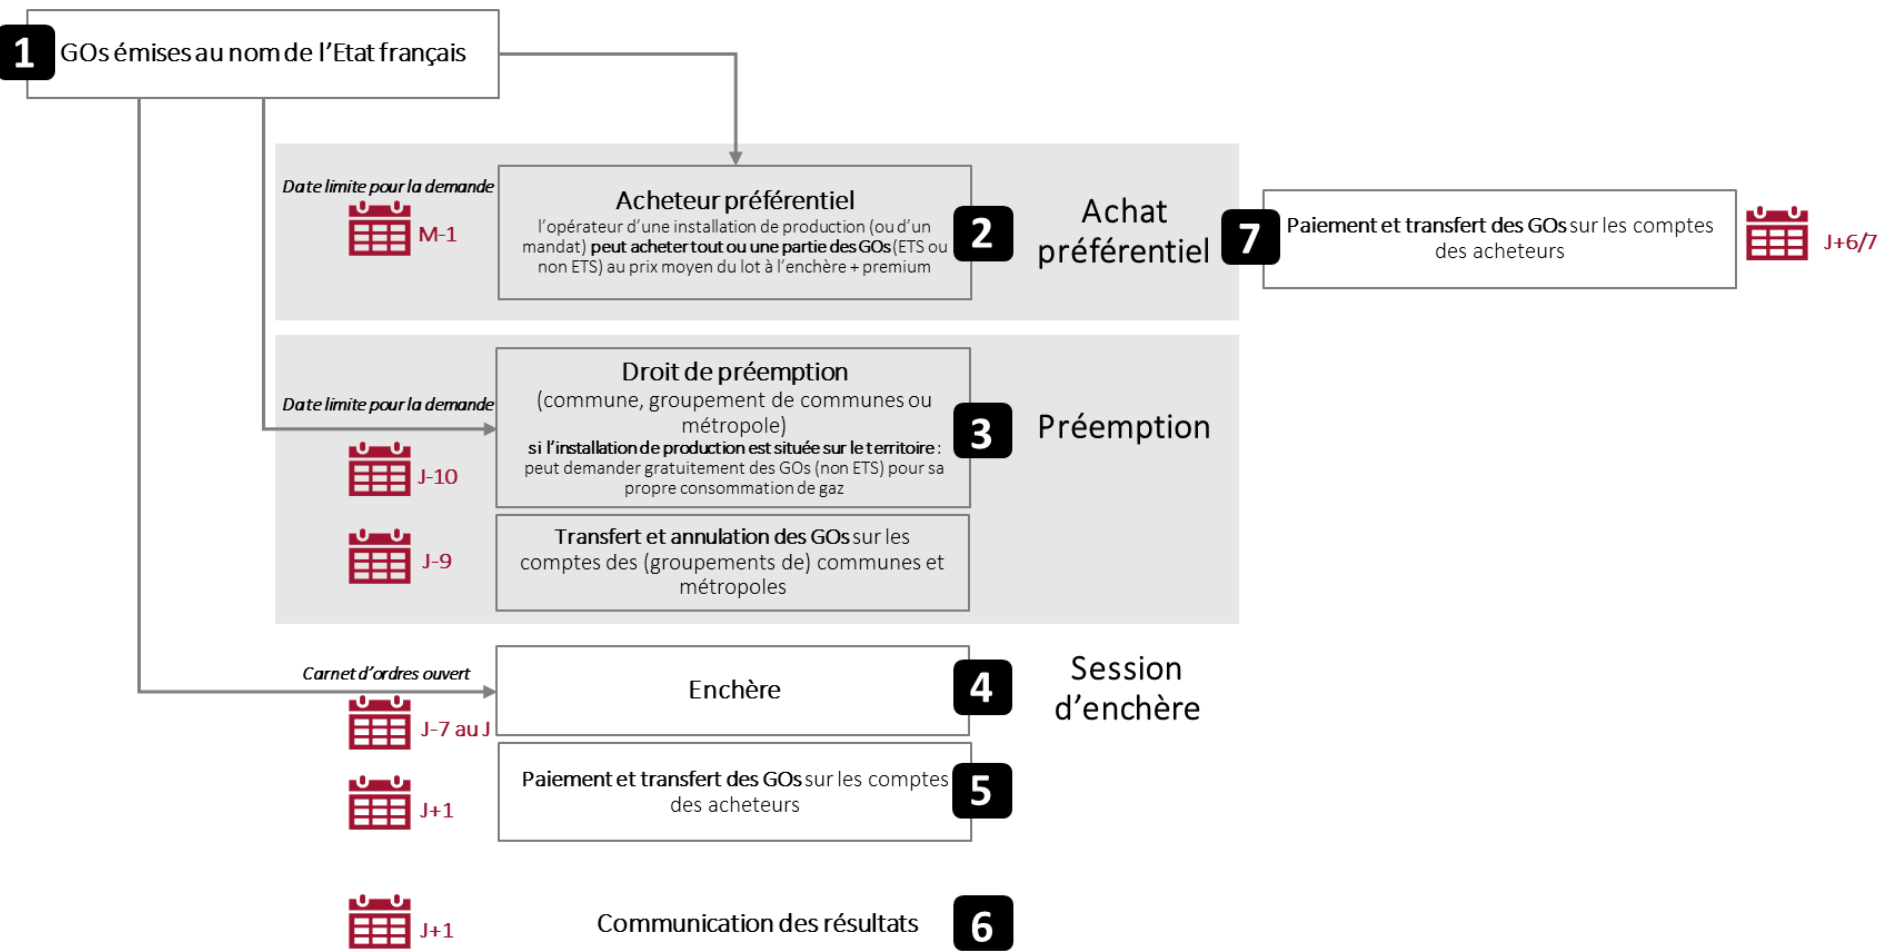 1
GOs émises au nom de l’Etat français
Date limite pour la demande
M-1
Acheteur préférentiel
l’opérateur d’une installation de production (ou d’un
mandat) peut acheter tout ou une partie des GOs (ETS ou
non ETS) au prix moyen du lot à l’enchère + premium
2
Achat
préférentiel
7
Paiement et transfert des GOs sur les comptes
des acheteurs
J+6/7
Date limite pour la demande
J-10
Droit de préemption
(commune, groupement de communes ou
métropole)
si l’installation de production est située sur le territoire :
peut demander gratuitement des GOs (non ETS) pour sa
propre consommation de gaz
3
Préemption
J-9
Transfert et annulation des GOs sur les
comptes des (groupements de) communes et
métropoles
Carnet d’ordres ouvert
J-7 au J
Enchère
4
Session
d’enchère
J+1
Paiement et transfert des GOs sur les comptes
des acheteurs
5
J+1
Communication des résultats
6